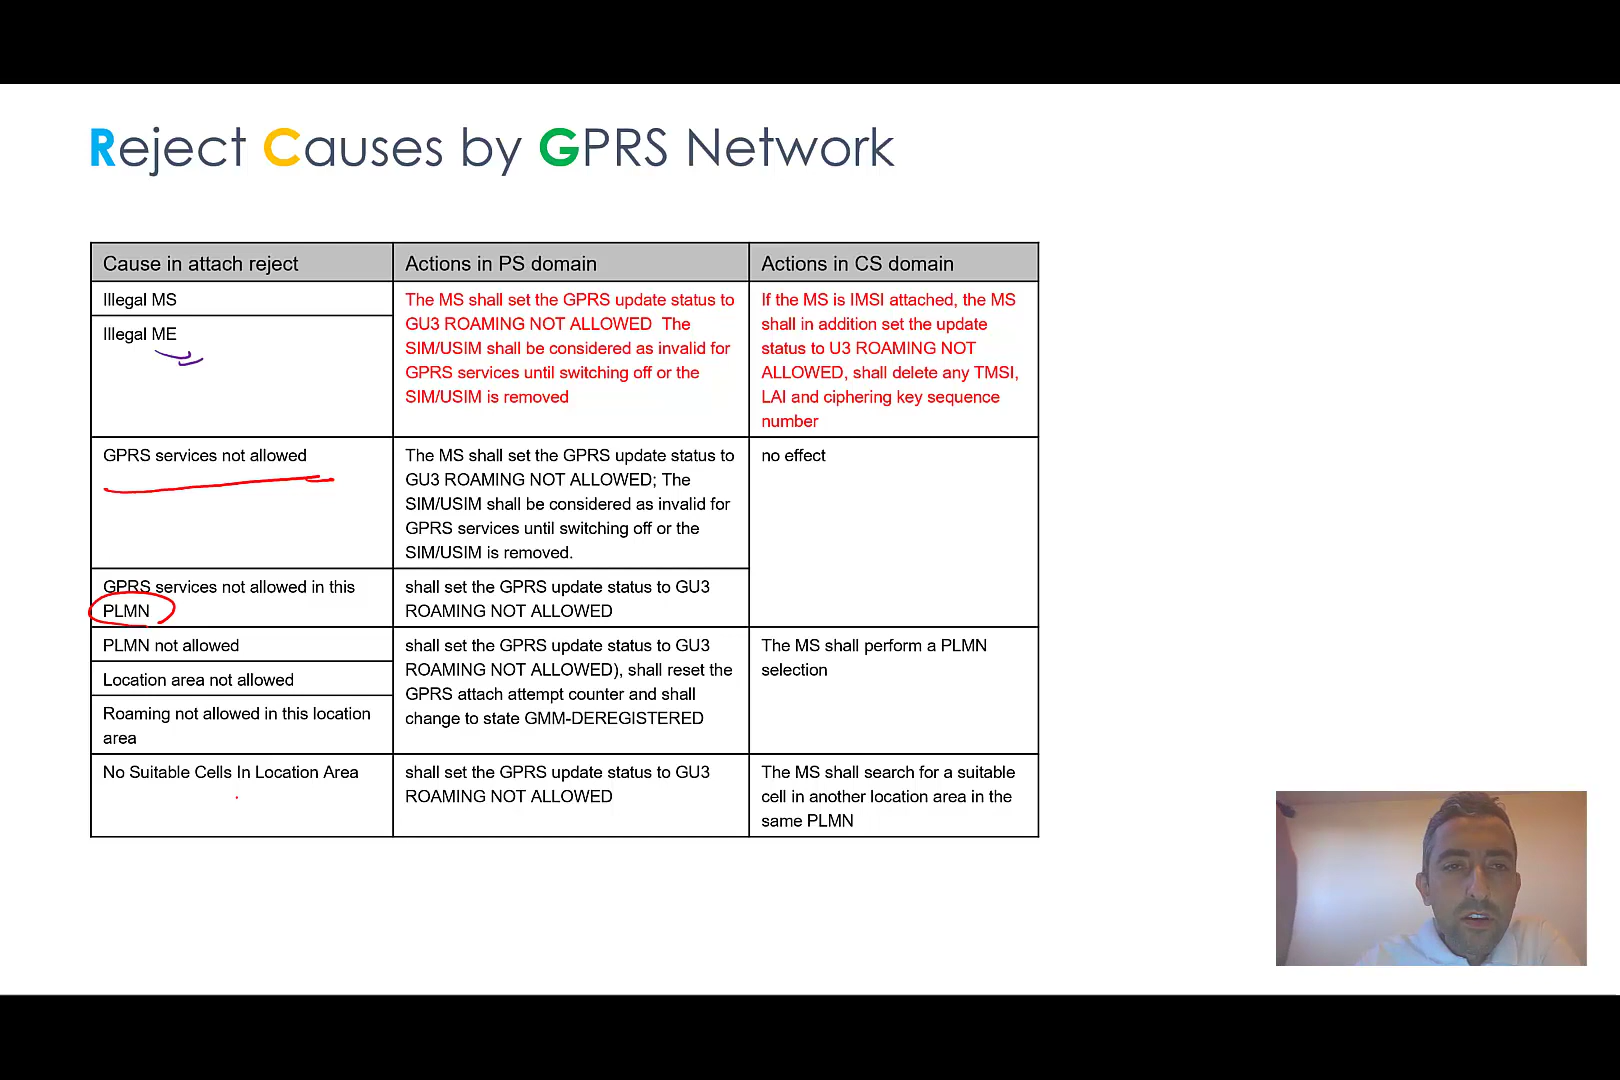 Reject Causes by GPRS Network
Cause in attach reject
Actions in PS domain
Actions in CS domain
Illegal MS
Illegal ME
The MS shall set the GPRS update status to
GU3 ROAMING NOT ALLOWED  The
SIM/USIM shall be considered as invalid for
GPRS services until switching off or the
SIM/USIM is removed
If the MS is IMSI attached, the MS
shall in addition set the update
status to U3 ROAMING NOT
ALLOWED, shall delete any TMSI,
LAI and ciphering key sequence
number
GPRS services not allowed
The MS shall set the GPRS update status to
GU3 ROAMING NOT ALLOWED; The
SIM/USIM shall be considered as invalid for
GPRS services until switching off or the
SIM/USIM is removed.
no effect
GPRS services not allowed in this
PLMN
shall set the GPRS update status to GU3
ROAMING NOT ALLOWED
PLMN not allowed
Location area not allowed
Roaming not allowed in this location
area
shall set the GPRS update status to GU3
ROAMING NOT ALLOWED), shall reset the
GPRS attach attempt counter and shall
change to state GMM-DEREGISTERED
The MS shall perform a PLMN
selection
No Suitable Cells In Location Area
shall set the GPRS update status to GU3
ROAMING NOT ALLOWED
The MS shall search for a suitable
cell in another location area in the
same PLMN